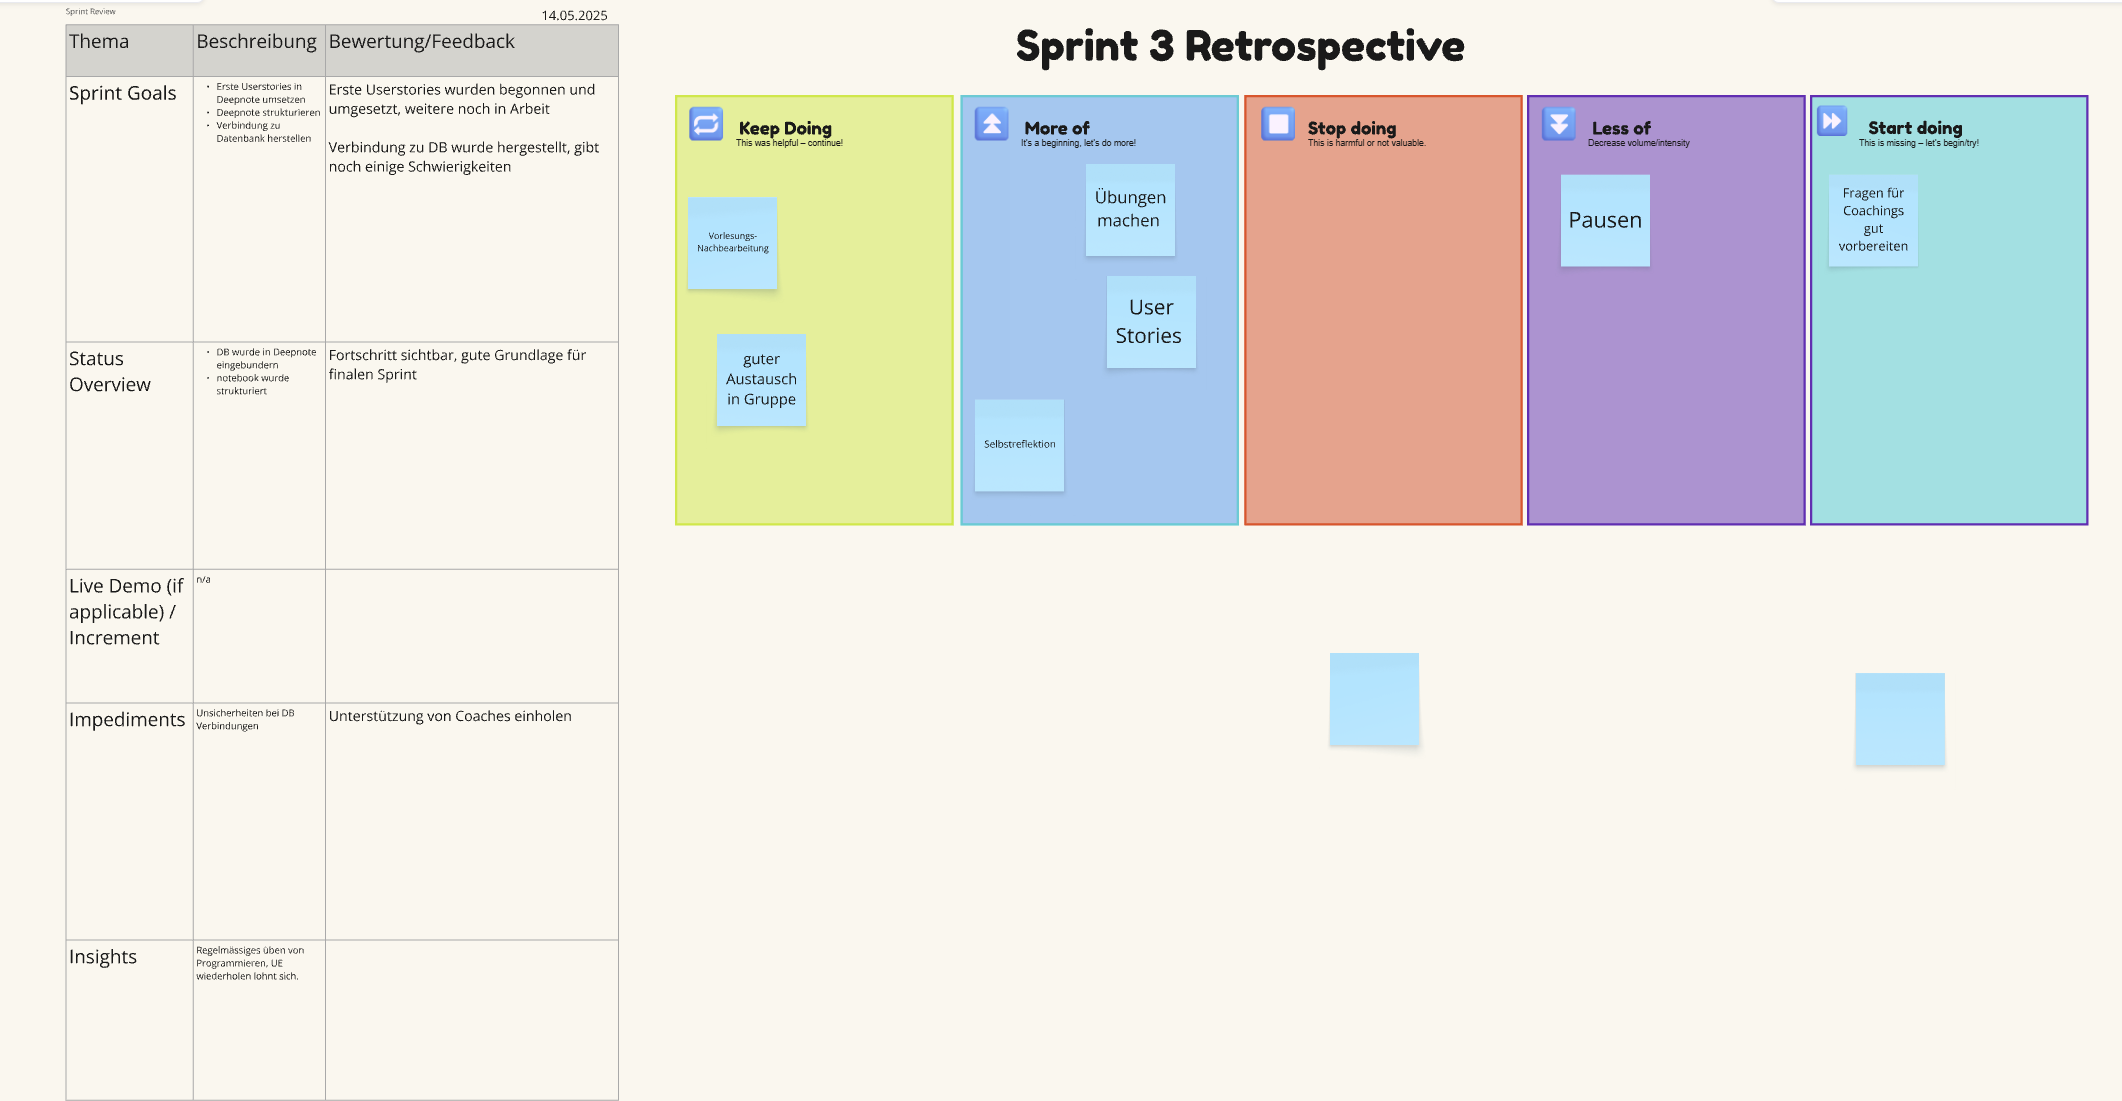 Sprint Review
14.05.2025
Thema
Beschreibung
Bewertung/Feedback
Sprint Goals
• Erste Userstories in
Deepnote umsetzen
• Deepnote strukturieren
• Verbindung zu
Datenbank herstellen
Erste Userstories wurden begonnen und
umgesetzt, weitere noch in Arbeit
Verbindung zu DB wurde hergestellt, gibt
noch einige Schwierigkeiten
Status
Overview
• DB wurde in Deepnote
eingebundern
• notebook wurde
strukturiert
Fortschritt sichtbar, gute Grundlage für
finalen Sprint
Live Demo (if
applicable) /
Increment
n/a
Impediments
Unsicherheiten bei DB
Verbindungen
Unterstützung von Coaches einholen
Insights
Regelmässiges üben von
Programmieren, UE
wiederholen lohnt sich.
Sprint 3 Retrospective
Keep Doing
This was helpful – continue!
Vorlesungs-
Nachbearbeitung
guter
Austausch
in Gruppe
More of
It's a beginning, let's do more!
Übungen
machen
User
Stories
Selbstreflektion
Stop doing
This is harmful or not valuable.
Less of
Decrease volume/intensity
Pausen
Start doing
This is missing – let's begin/try!
Fragen für
Coachings
gut
vorbereiten